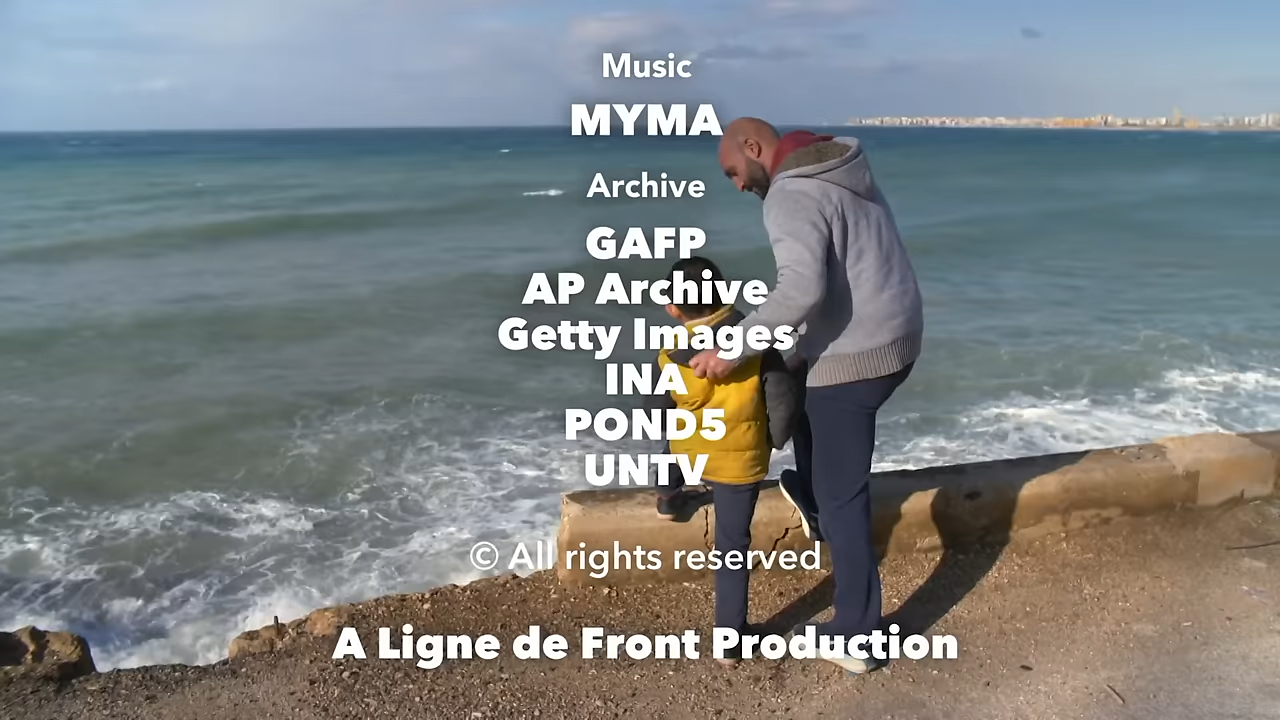 Music
MYMA
Archive
GAFP
AP Archive
Getty Images
INA
POND5
UNTV
© All rights reserved
A Ligne de Front Production